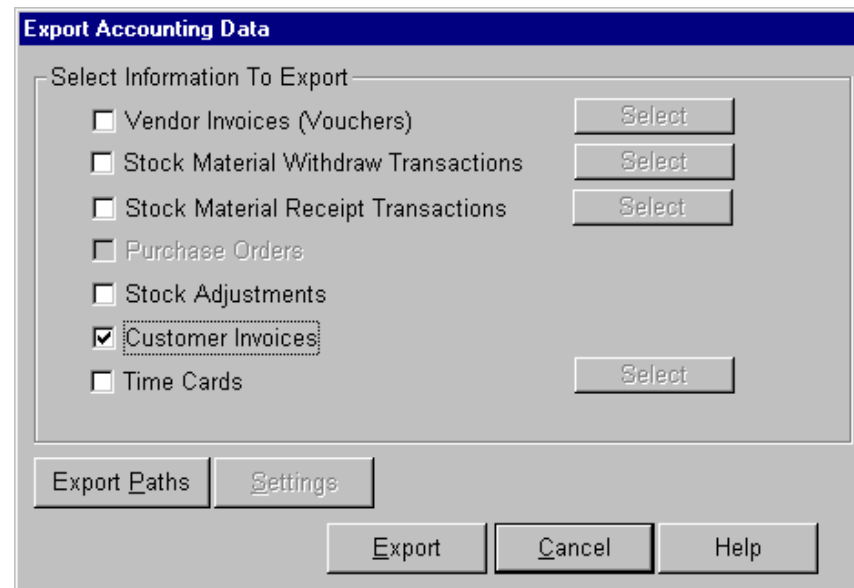 Export Accounting Data
Select Information To Export
Vendor Invoices (Vouchers) Select
Stock Material Withdraw Transactions Select
Stock Material Receipt Transactions Select
Purchase Orders
Stock Adjustments
Customer Invoices
Time Cards Select
Export Paths Settings
Export Cancel Help